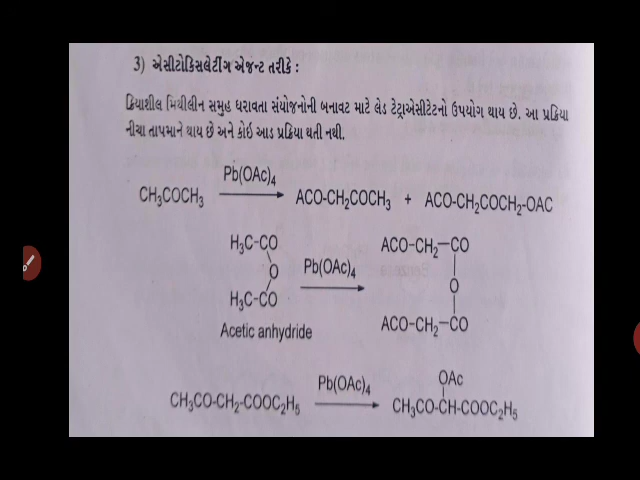 3) એસીટોક્સિલેટીંગ એજન્ટ તરીકે :
ક્રિયાશીલ મિથીલીન સમુહ ધરાવતા સંયોજનોની બનાવટ માટે લેડ ટેટ્રાએસીટેટનો ઉપયોગ થાય છે. આ પ્રક્રિયા
નીચા તાપમાને થાય છે અને કોઇ આડ પ્રક્રિયા થતી નથી.
CH₃COCH₃ Pb(OAc)₄ ACO-CH₂COCH₃ + ACO-CH₂COCH₂-OAC
H₃C-CO ACO-CH₂-CO
O Pb(OAc)₄ O
H₃C-CO ACO-CH₂-CO
Acetic anhydride
CH₃CO-CH₂-COOC₂H₅ Pb(OAc)₄ OAc
CH₃CO-CH-COOC₂H₅